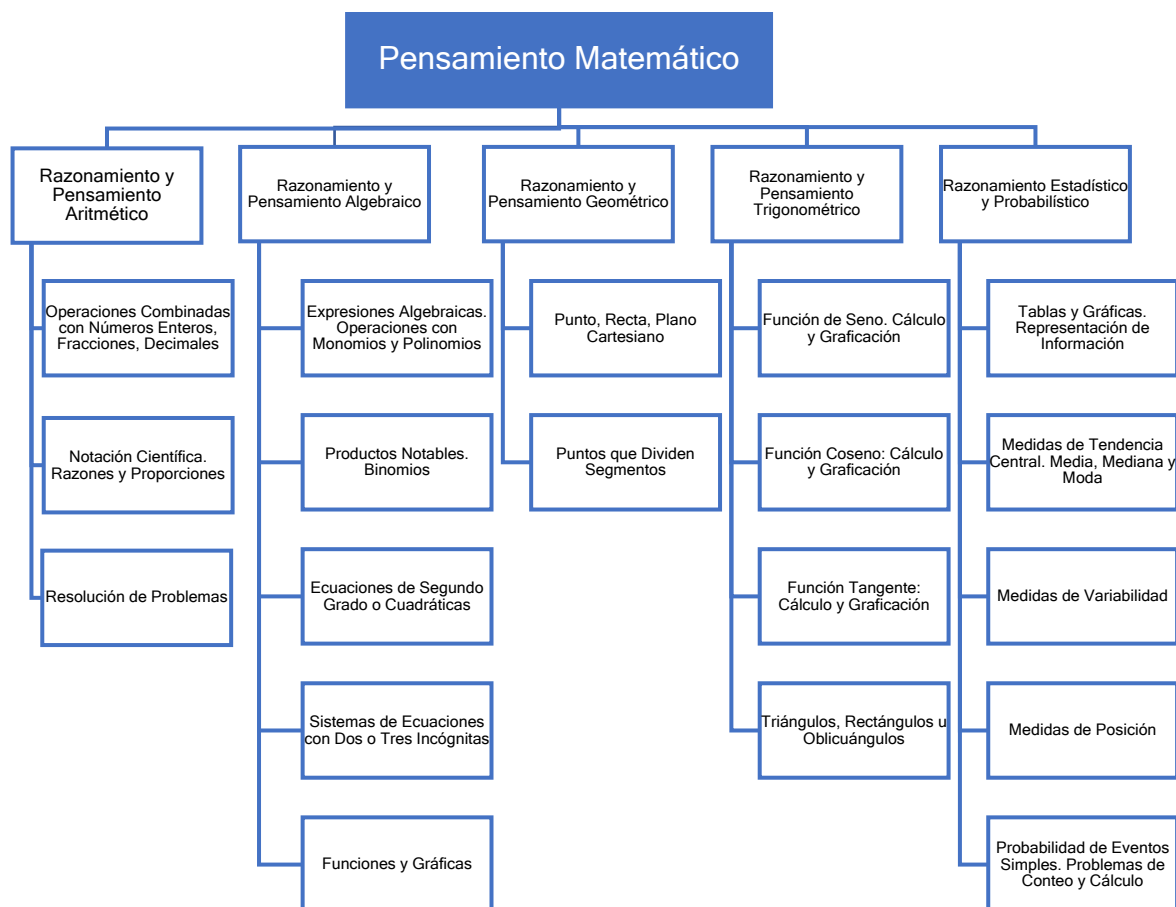 Pensamiento Matemático
Razonamiento y
Pensamiento
Aritmético
Operaciones Combinadas
con Números Enteros,
Fracciones, Decimales
Notación Científica.
Razones y Proporciones
Resolución de Problemas
Razonamiento y
Pensamiento Algebraico
Expresiones Algebraicas.
Operaciones con
Monomios y Polinomios
Productos Notables.
Binomios
Ecuaciones de Segundo
Grado o Cuadráticas
Sistemas de Ecuaciones
con Dos o Tres Incógnitas
Funciones y Gráficas
Razonamiento y
Pensamiento Geométrico
Punto, Recta, Plano
Cartesiano
Puntos que Dividen
Segmentos
Razonamiento y
Pensamiento
Trigonométrico
Función de Seno. Cálculo
y Graficación
Función Coseno: Cálculo
y Graficación
Función Tangente:
Cálculo y Graficación
Triángulos, Rectángulos u
Oblicuángulos
Razonamiento Estadístico
y Probabilístico
Tablas y Gráficas.
Representación de
Información
Medidas de Tendencia
Central. Media, Mediana y
Moda
Medidas de Variabilidad
Medidas de Posición
Probabilidad de Eventos
Simples. Problemas de
Conteo y Cálculo